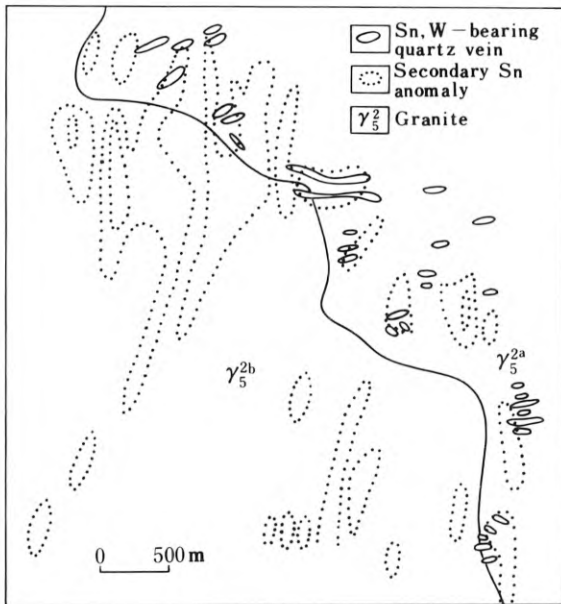 Sn, W－bearing
quartz vein
Secondary Sn
anomaly
γ₅² Granite
γ₅²ᵃ
γ₅²ᵇ
0 500 m